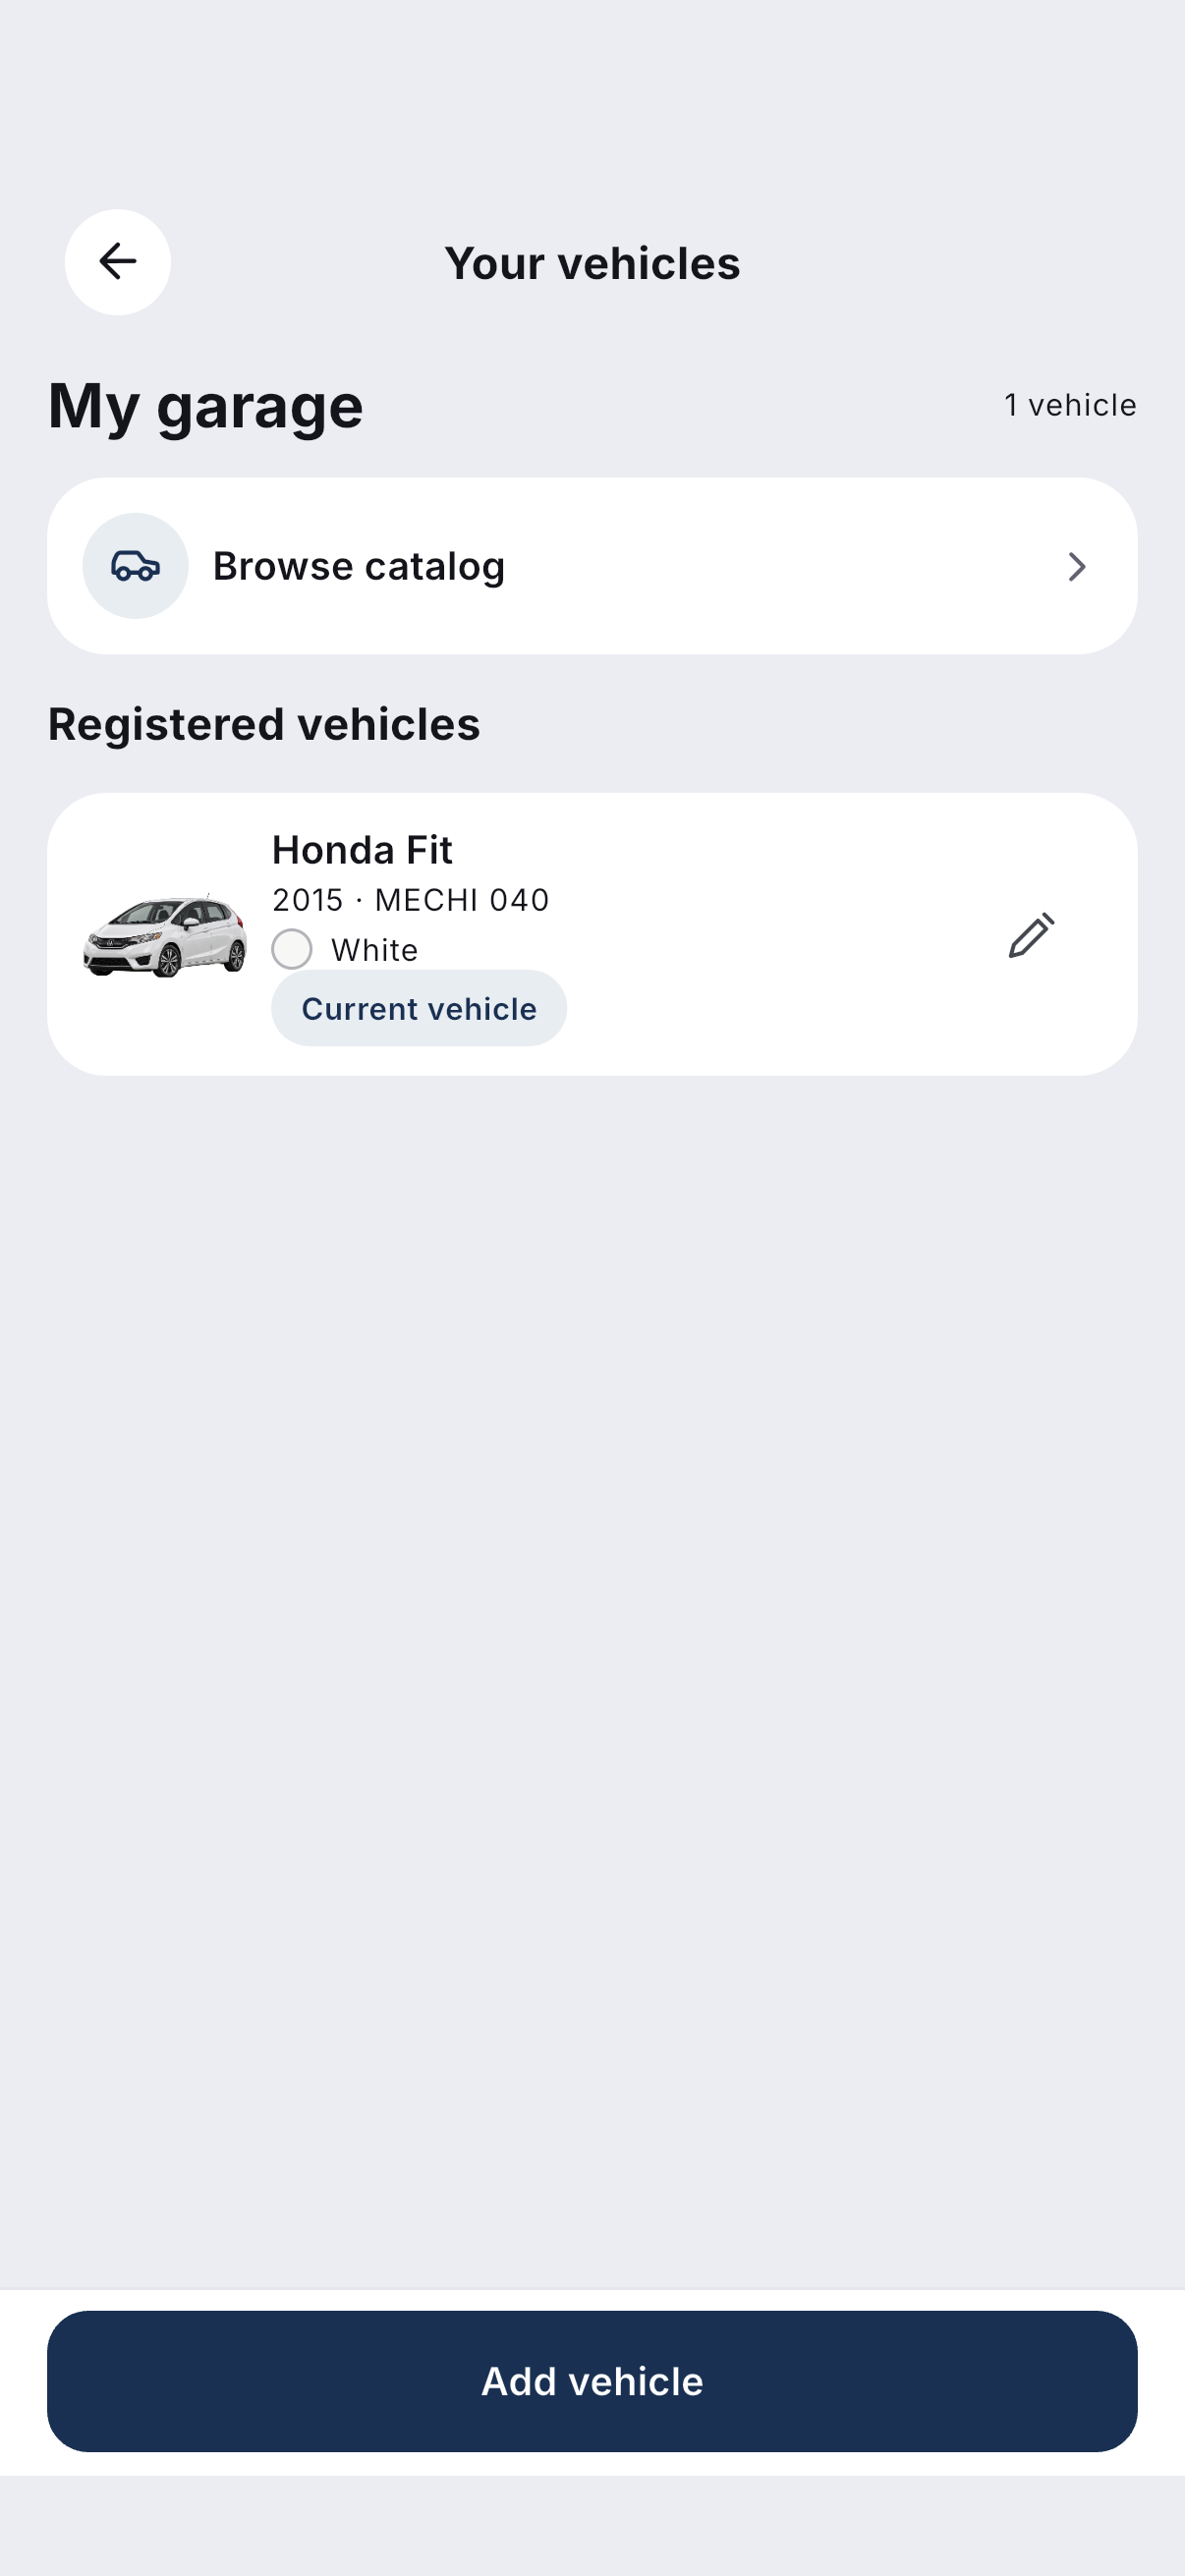 Your vehicles
My garage
1 vehicle
Browse catalog
Registered vehicles
Honda Fit
2015 · MECHI 040
White
Current vehicle
Add vehicle